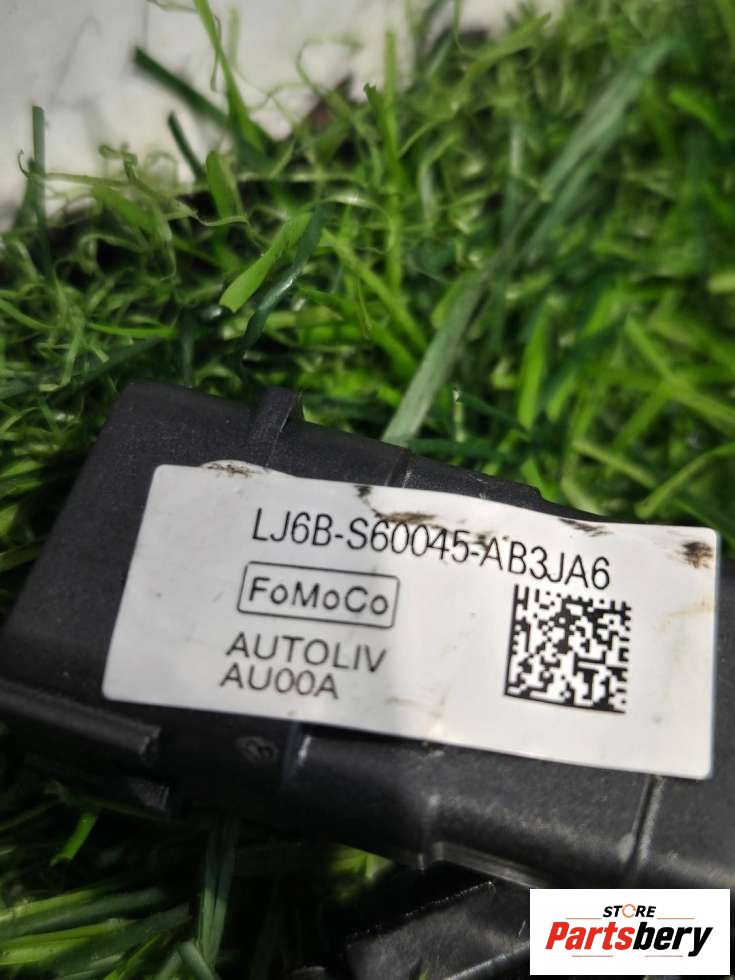 LJ6B-S60045-AB3JA6
FoMoCo
AUTOLIV
AU00A
STORE
Partsbery